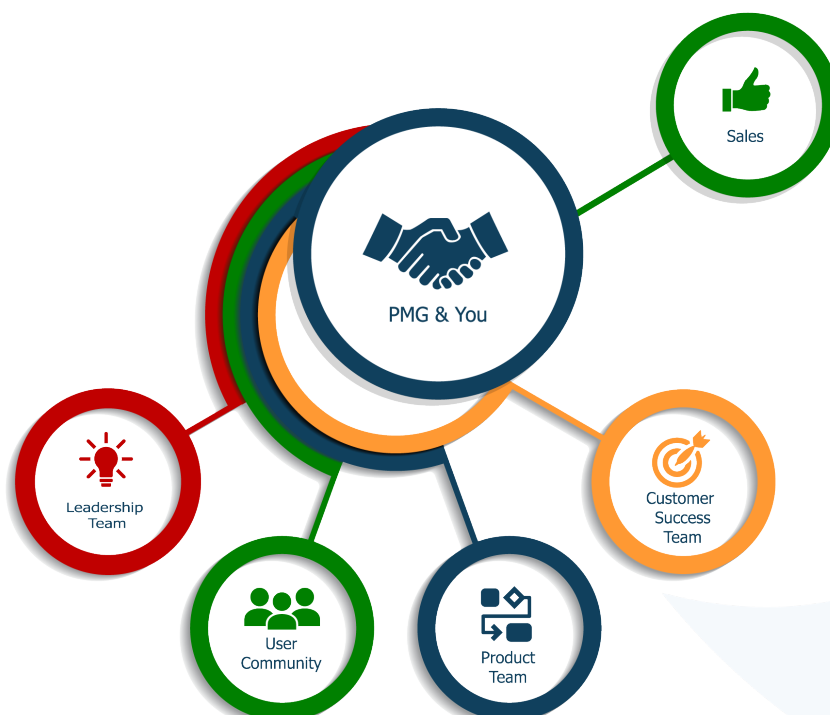 Sales
PMG & You
Leadership
Team
Customer
Success
Team
User
Community
Product
Team